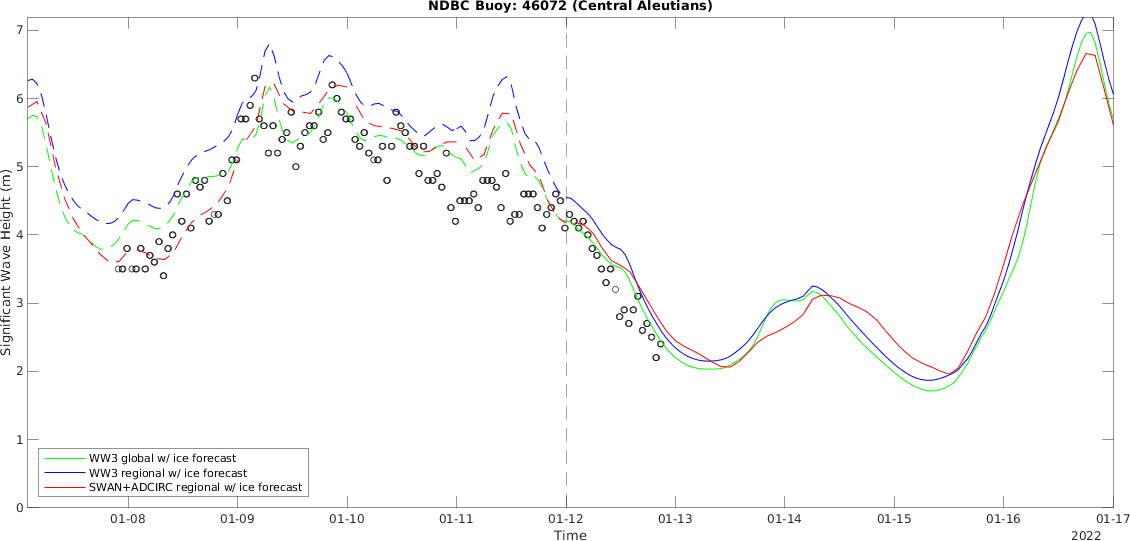 NDBC Buoy: 46072 (Central Aleutians)
Significant Wave Height (m)
7
6
5
4
3
2
1
0
WW3 global w/ ice forecast
WW3 regional w/ ice forecast
SWAN+ADCIRC regional w/ ice forecast
01-08 01-09 01-10 01-11 01-12 01-13 01-14 01-15 01-16 01-17
Time
2022